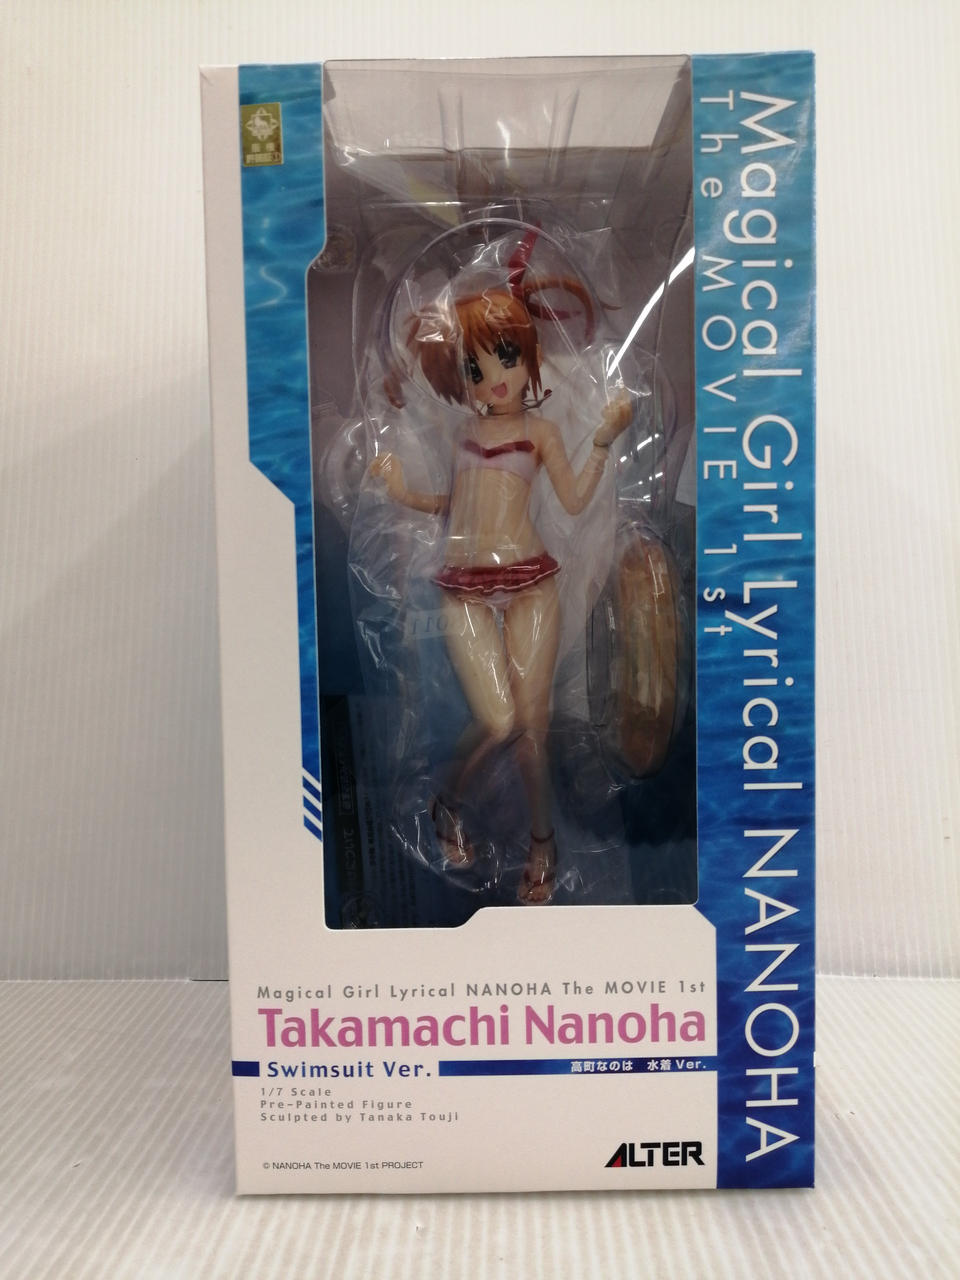 Magical Girl Lyrical NANOHA
The MOVIE 1st
Magical Girl Lyrical NANOHA The MOVIE 1st
Takamachi Nanoha
Swimsuit Ver.
高町なのは 水着 Ver.
1/7 Scale
Pre-Painted Figure
Sculpted by Tanaka Touji
© NANOHA The MOVIE 1st PROJECT
ALTER